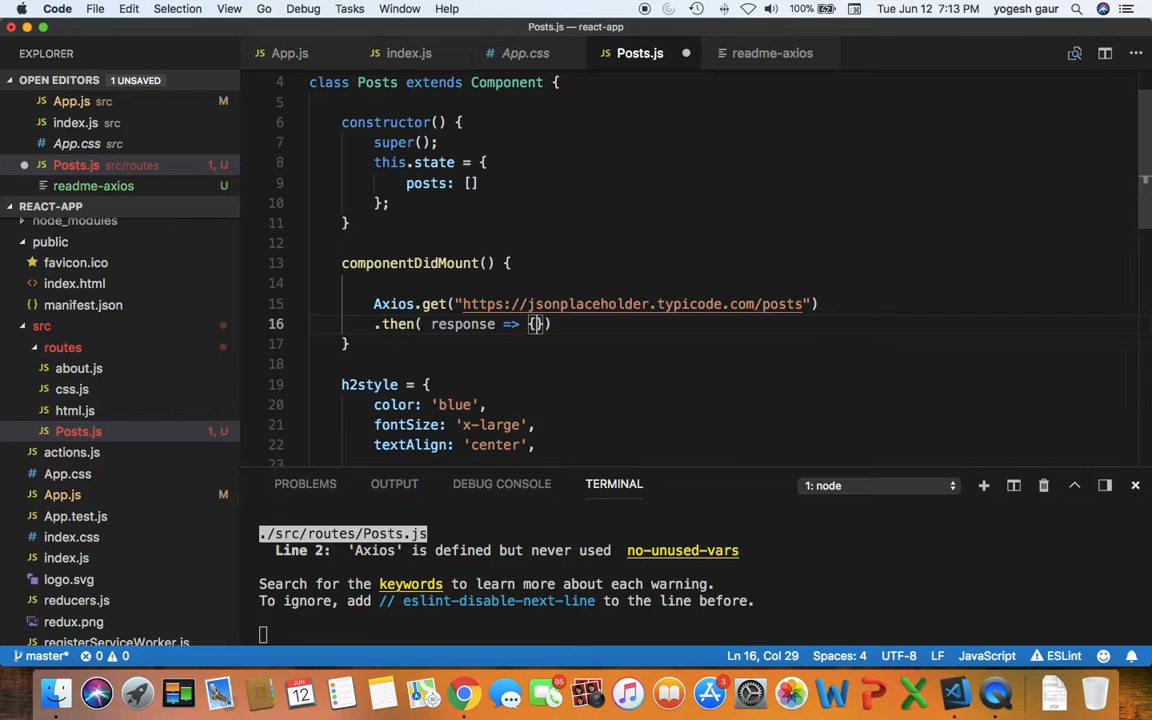 Code File Edit Selection View Go Debug Tasks Window Help 100% Tue Jun 12 7:13 PM yogesh gaur
Posts.js — react-app
EXPLORER
JS App.js
JS index.js
# App.css
JS Posts.js
readme-axios
OPEN EDITORS 1 UNSAVED
JS App.js src M
JS index.js src
# App.css src
JS Posts.js src/routes 1, U
readme-axios U
REACT-APP
node_modules
public
favicon.ico
index.html
{} manifest.json
src
routes
JS about.js
JS css.js
JS html.js
JS Posts.js 1, U
JS actions.js
# App.css
JS App.js M
JS App.test.js
# index.css
JS index.js
logo.svg
JS reducers.js
redux.png
JS registerServiceWorker.js
4 class Posts extends Component {
5
6 constructor() {
7 super();
8 this.state = {
9 posts: []
10 };
11 }
12
13 componentDidMount() {
14
15 Axios.get("https://jsonplaceholder.typicode.com/posts")
16 .then( response => {})
17 }
18
19 h2style = {
20 color: 'blue',
21 fontSize: 'x-large',
22 textAlign: 'center',
23
PROBLEMS OUTPUT DEBUG CONSOLE TERMINAL 1: node
./src/routes/Posts.js
Line 2: 'Axios' is defined but never used no-unused-vars
Search for the keywords to learn more about each warning.
To ignore, add // eslint-disable-next-line to the line before.
master* 0 0 Ln 16, Col 29 Spaces: 4 UTF-8 LF JavaScript ESLint
JUN
12
85
3